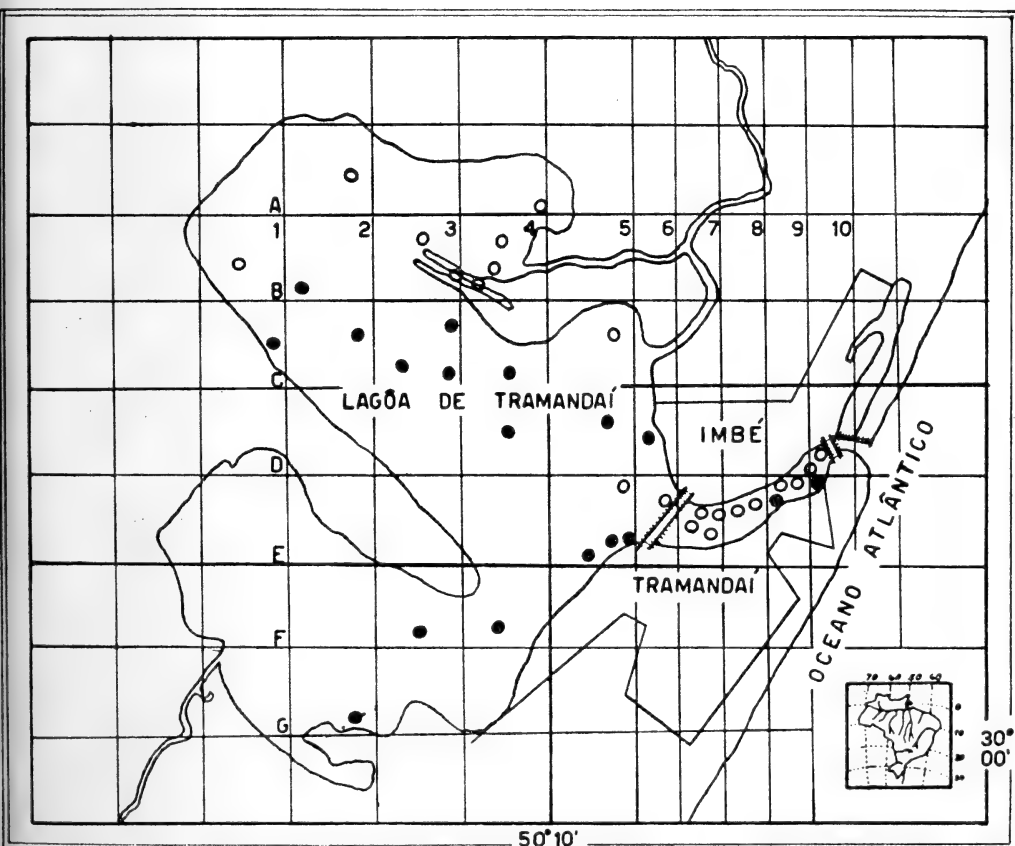 A
1 2 3 4 5 6 7 8 9 10
B
C
LAGÔA DE TRAMANDAÍ
IMBÉ
D
E
TRAMANDAÍ
OCEANO ATLÂNTICO
F
G
30°
00'
50°10'